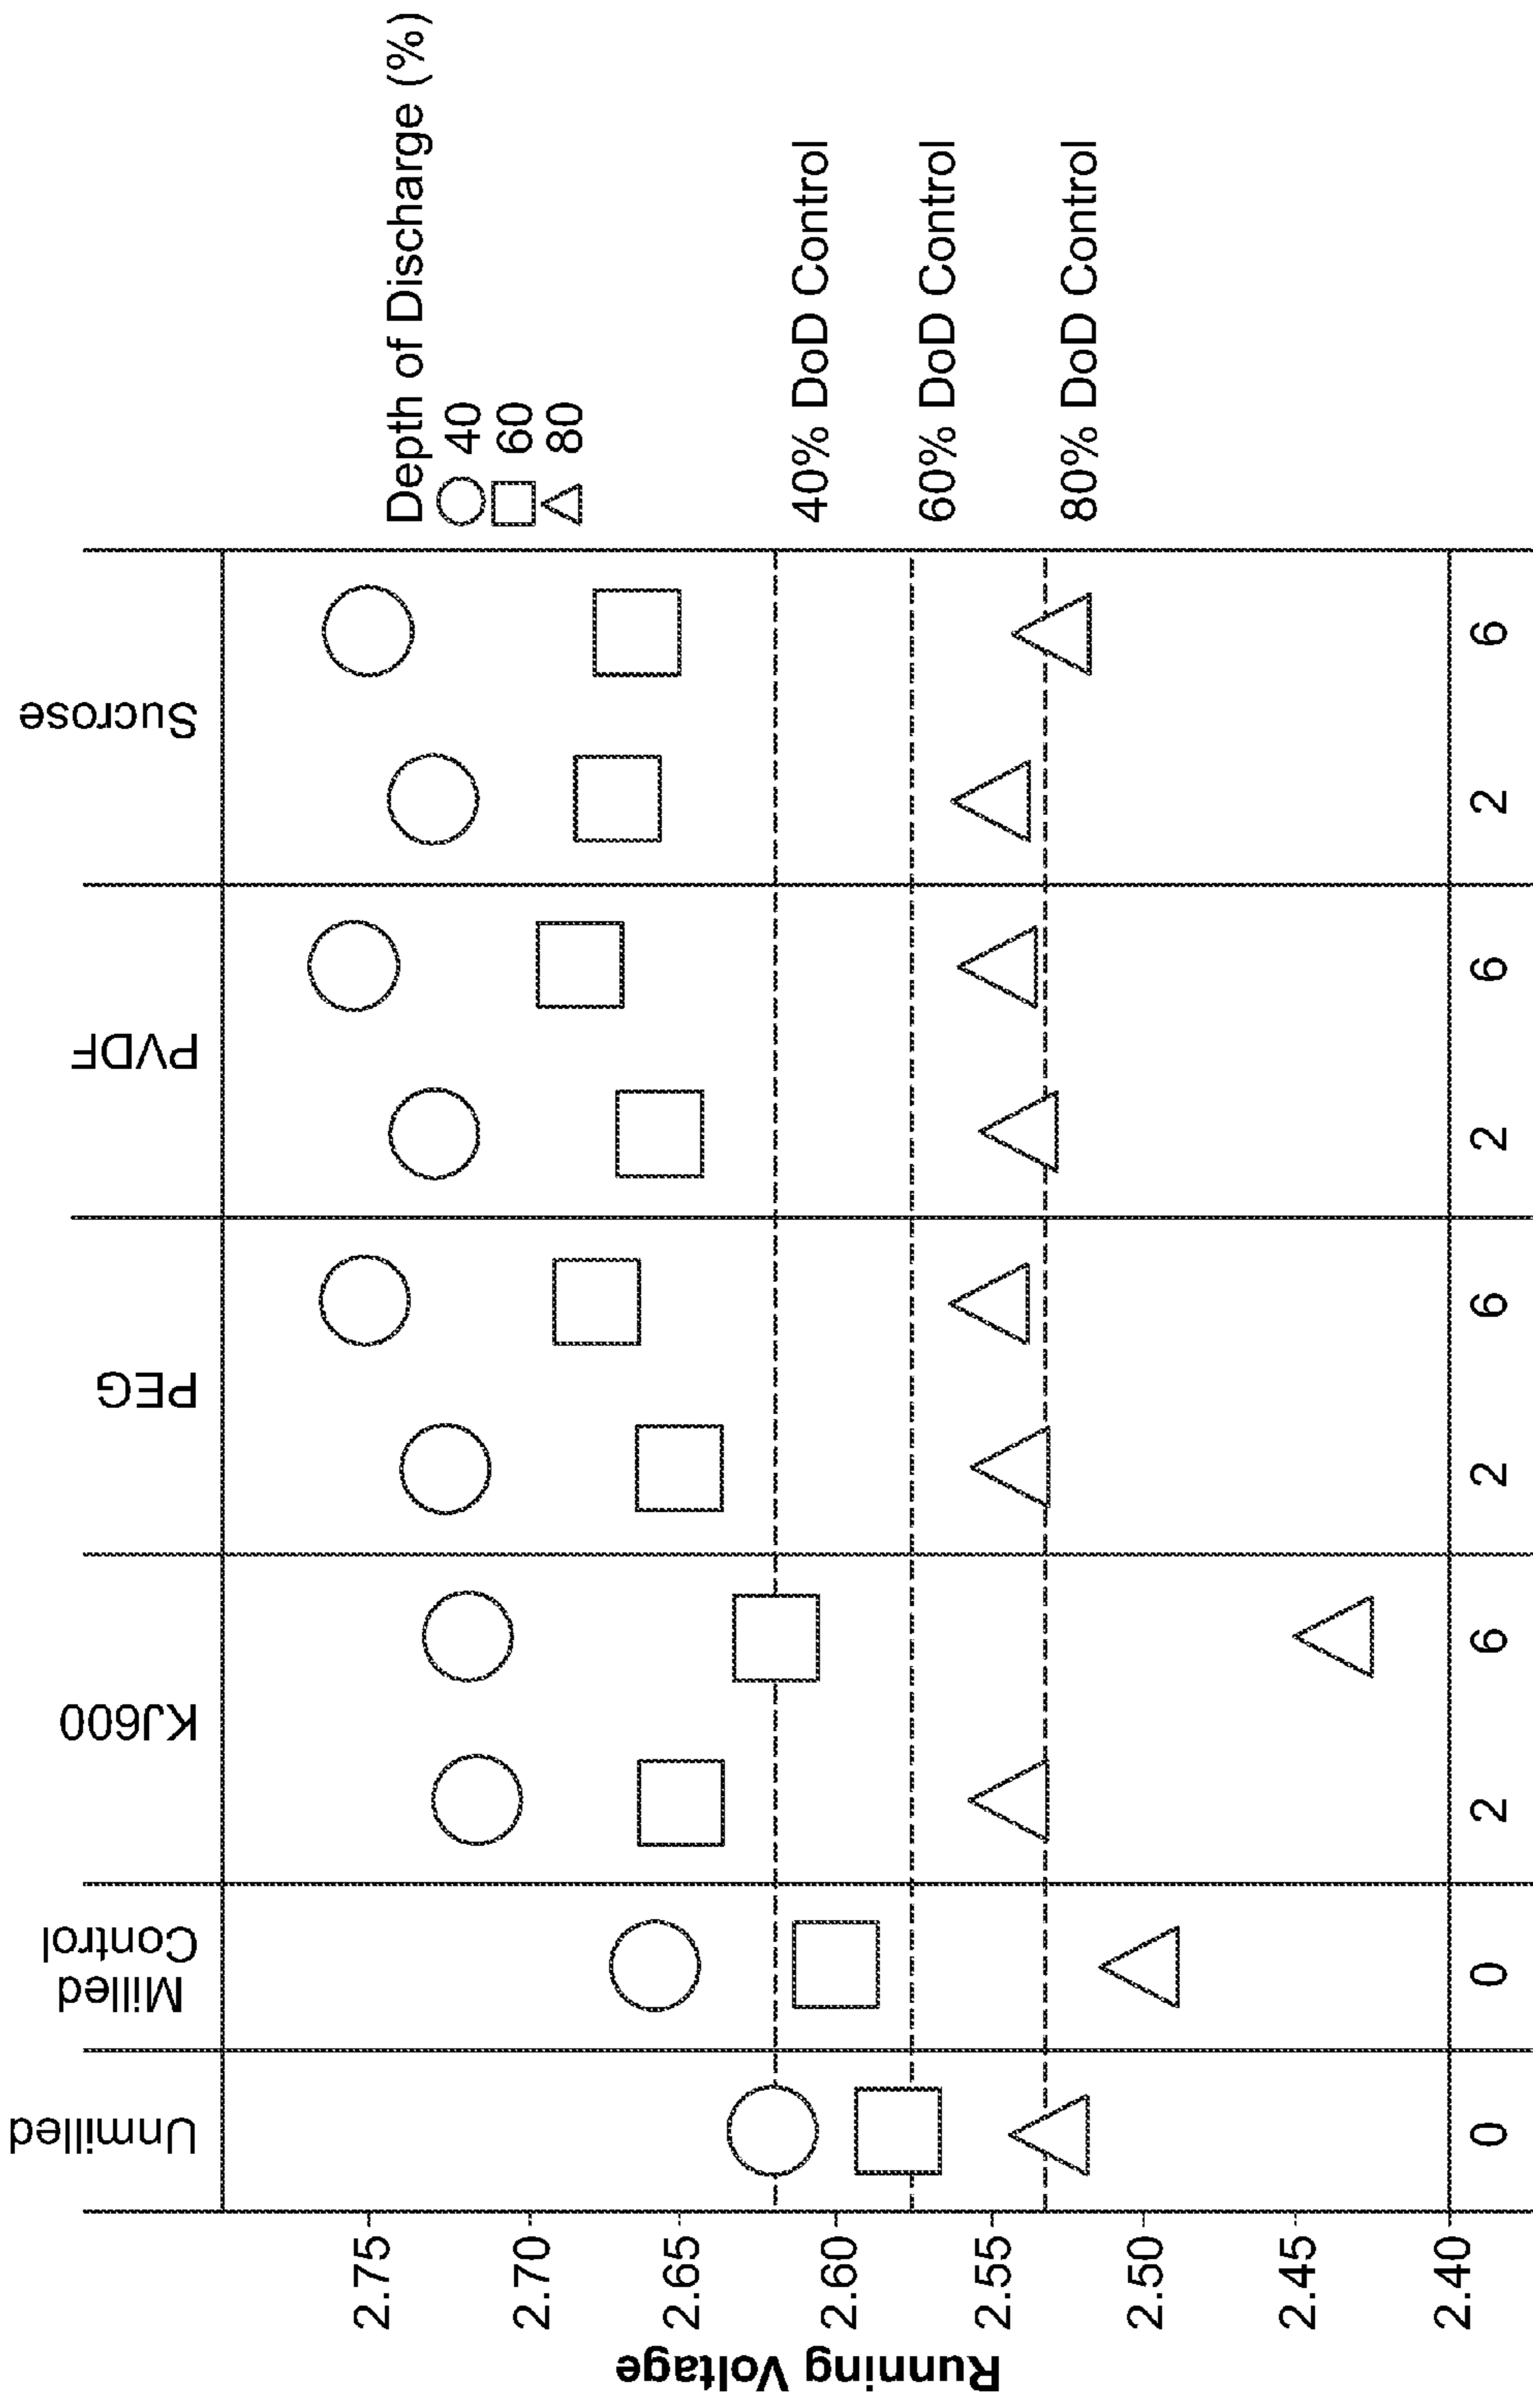 Unmilled
Milled
Control
KJ600
PEG
PVDF
Sucrose
Depth of Discharge (%)
40
60
80
40% DoD Control
60% DoD Control
80% DoD Control
Running Voltage
2.75
2.70
2.65
2.60
2.55
2.50
2.45
2.40
0
0
2
6
2
6
2
6
2
6